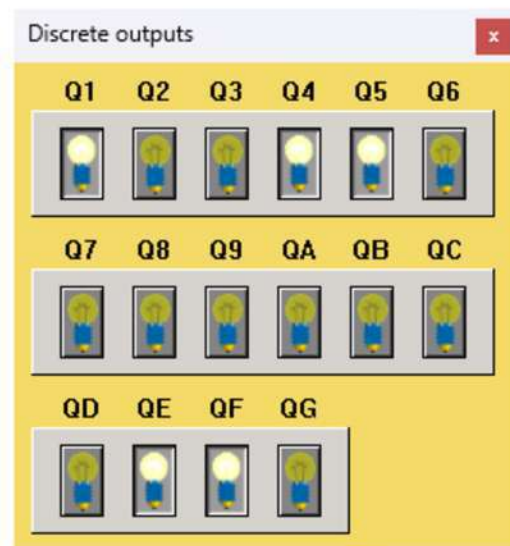 Discrete outputs x
Q1 Q2 Q3 Q4 Q5 Q6
Q7 Q8 Q9 QA QB QC
QD QE QF QG